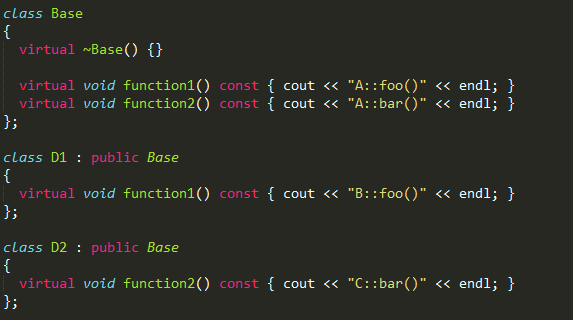 class Base
{
  virtual ~Base() {}

  virtual void function1() const { cout << "A::foo()" << endl; }
  virtual void function2() const { cout << "A::bar()" << endl; }
};

class D1 : public Base
{
  virtual void function1() const { cout << "B::foo()" << endl; }
};

class D2 : public Base
{
  virtual void function2() const { cout << "C::bar()" << endl; }
};